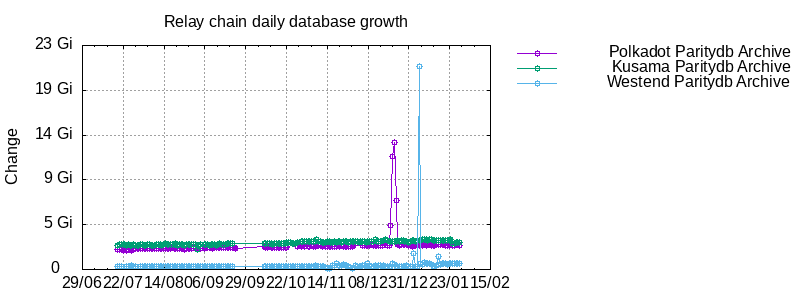 Relay chain daily database growth
23 Gi
19 Gi
14 Gi
9 Gi
5 Gi
0
Change
29/06 22/07 14/08 06/09 29/09 22/10 14/11 08/12 31/12 23/01 15/02
Polkadot Paritydb Archive
Kusama Paritydb Archive
Westend Paritydb Archive